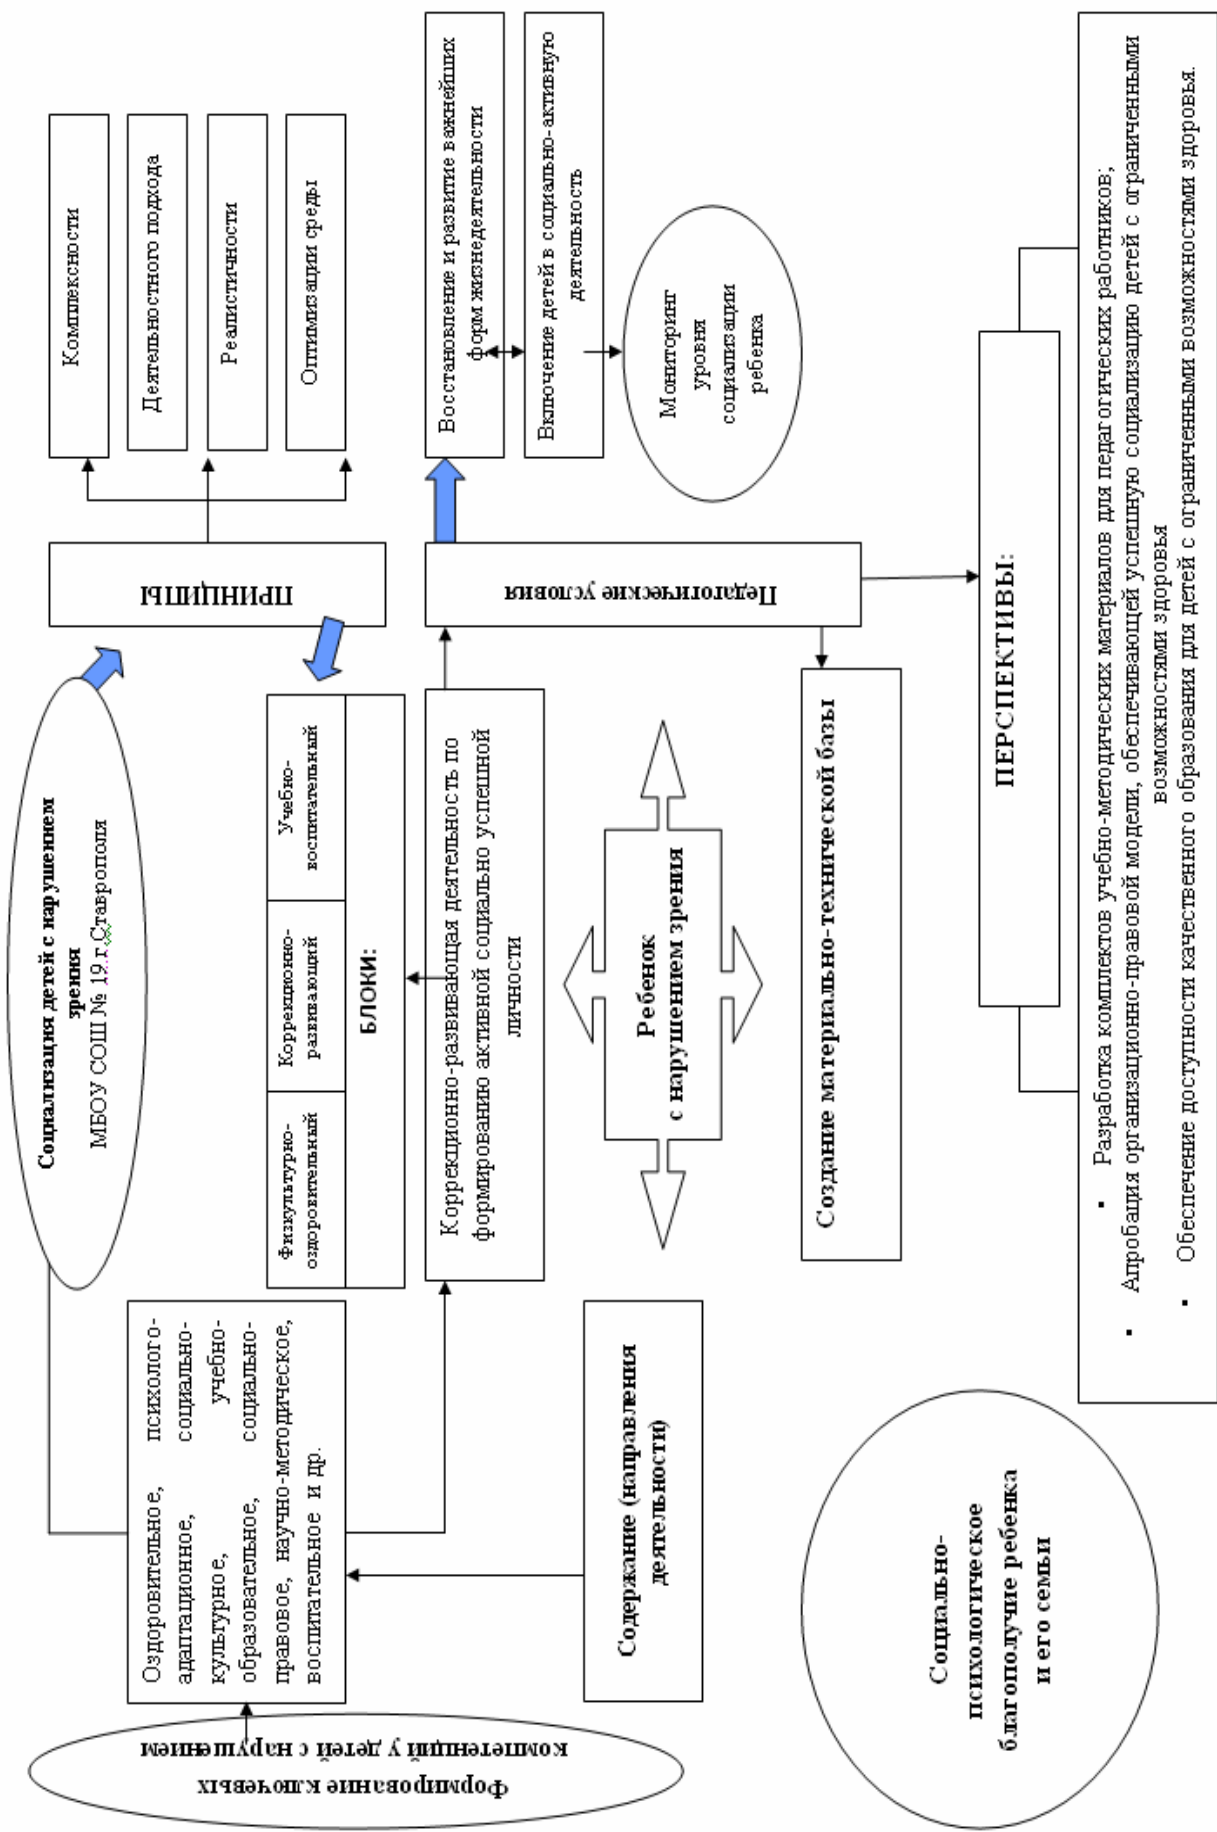 Социализация детей с нарушением
зрения
МБОУ СОШ № 19 г.Ставрополя
Формирование ключевых
компетенций у детей с нарушением
Оздоровительное, психолого-
адаптационное, социально-
культурное, учебно-
образовательное, социально-
правовое, научно-методическое,
воспитательное и др.
Физкультурно-
оздоровительный
Коррекционно-
развивающий
Учебно-
воспитательный
БЛОКИ:
ПРИНЦИПЫ
Комплексности
Деятельностного подхода
Реалистичности
Оптимизации среды
Коррекционно-развивающая деятельность по
формированию активной социально успешной
личности
Педагогические условия
Восстановление и развитие важнейших
форм жизнедеятельности
Включение детей в социально-активную
деятельность
Мониторинг
уровня
социализации
ребенка
Содержание (направления
деятельности)
Ребенок
с нарушением зрения
Создание материально-технической базы
Социально-
психологическое
благополучие ребенка
и его семьи
ПЕРСПЕКТИВЫ:
▪ Разработка комплектов учебно-методических материалов для педагогических работников;
▪ Апробация организационно-правовой модели, обеспечивающей успешную социализацию детей с ограниченными
возможностями здоровья
▪ Обеспечение доступности качественного образования для детей с ограниченными возможностями здоровья.